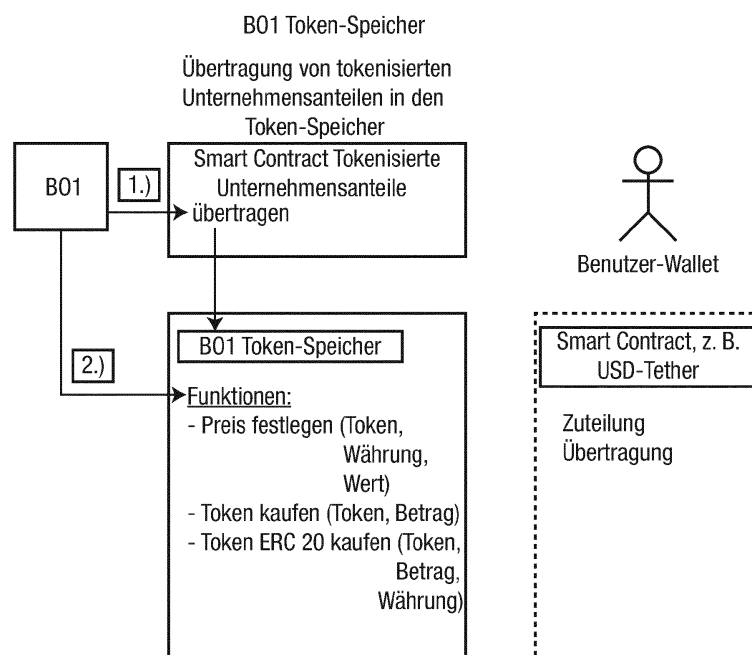 B01 Token-Speicher
Übertragung von tokenisierten
Unternehmensanteilen in den
Token-Speicher
B01
1.)
Smart Contract Tokenisierte
Unternehmensanteile
übertragen
Benutzer-Wallet
2.)
B01 Token-Speicher
Funktionen:
- Preis festlegen (Token,
Währung,
Wert)
- Token kaufen (Token, Betrag)
- Token ERC 20 kaufen (Token,
Betrag,
Währung)
Smart Contract, z. B.
USD-Tether
Zuteilung
Übertragung